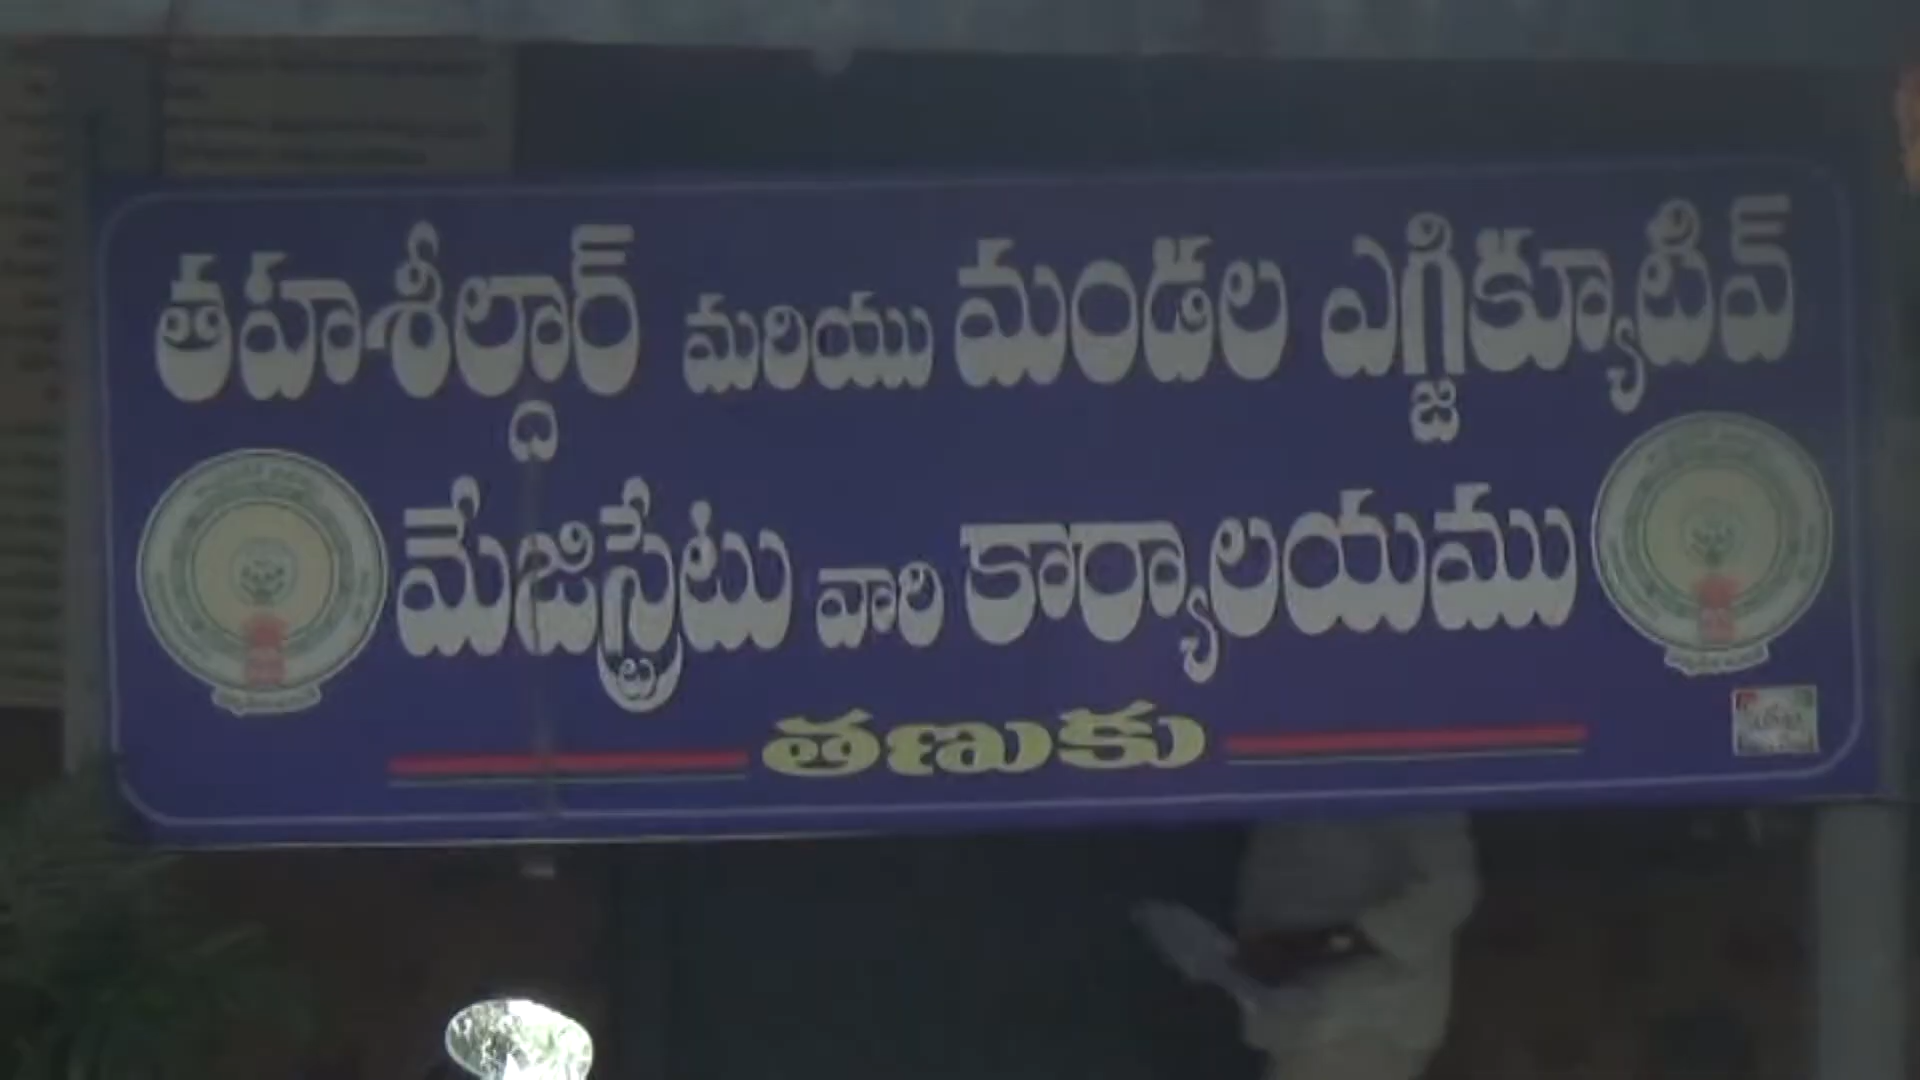 తహశీల్దార్ మరియు మండల ఎగ్జిక్యూటివ్
మేజిస్ట్రేటు వారి కార్యాలయము
తణుకు